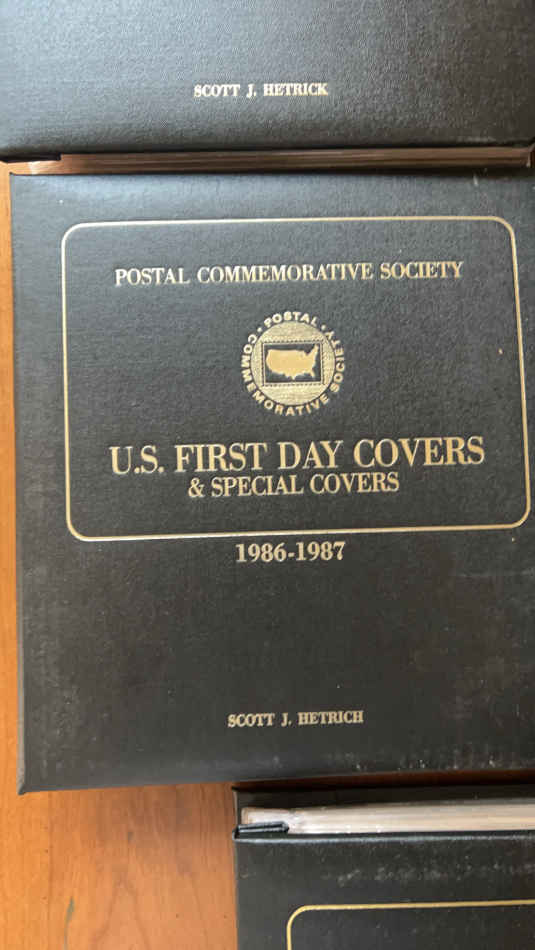 SCOTT J. HETRICK
POSTAL COMMEMORATIVE SOCIETY
• POSTAL •
COMMEMORATIVE SOCIETY
U.S. FIRST DAY COVERS
& SPECIAL COVERS
1986-1987
SCOTT J. HETRICH